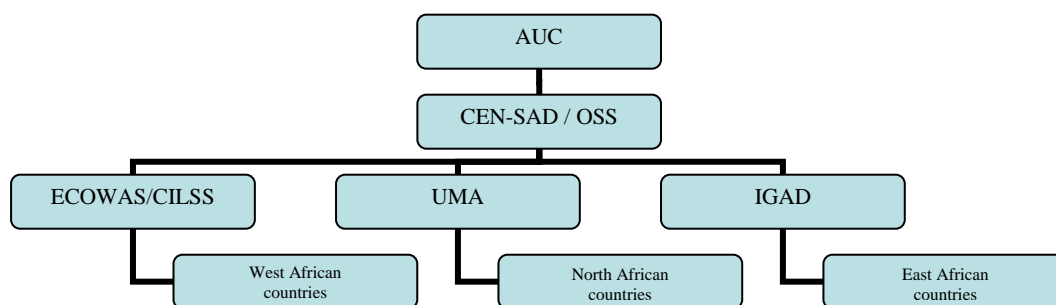 AUC
CEN-SAD / OSS
ECOWAS/CILSS
UMA
IGAD
West African
countries
North African
countries
East African
countries